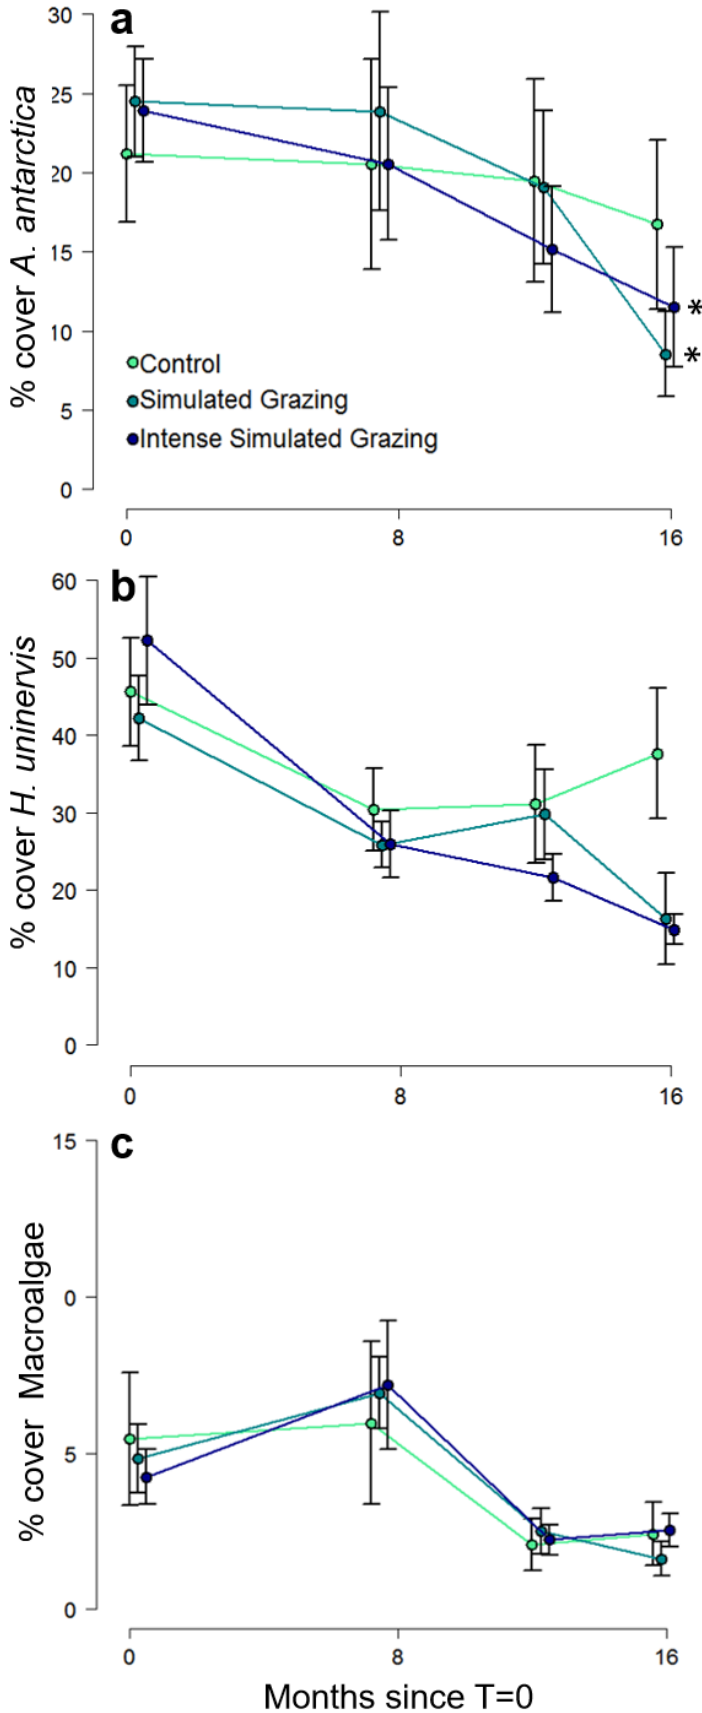 a
30
25
20
15
10
5
0
% cover A. antarctica
Control
Simulated Grazing
Intense Simulated Grazing
*
*
0 8 16
b
60
50
40
30
20
10
0
% cover H. uninervis
0 8 16
c
15
0
5
0
% cover Macroalgae
0 8 16
Months since T=0